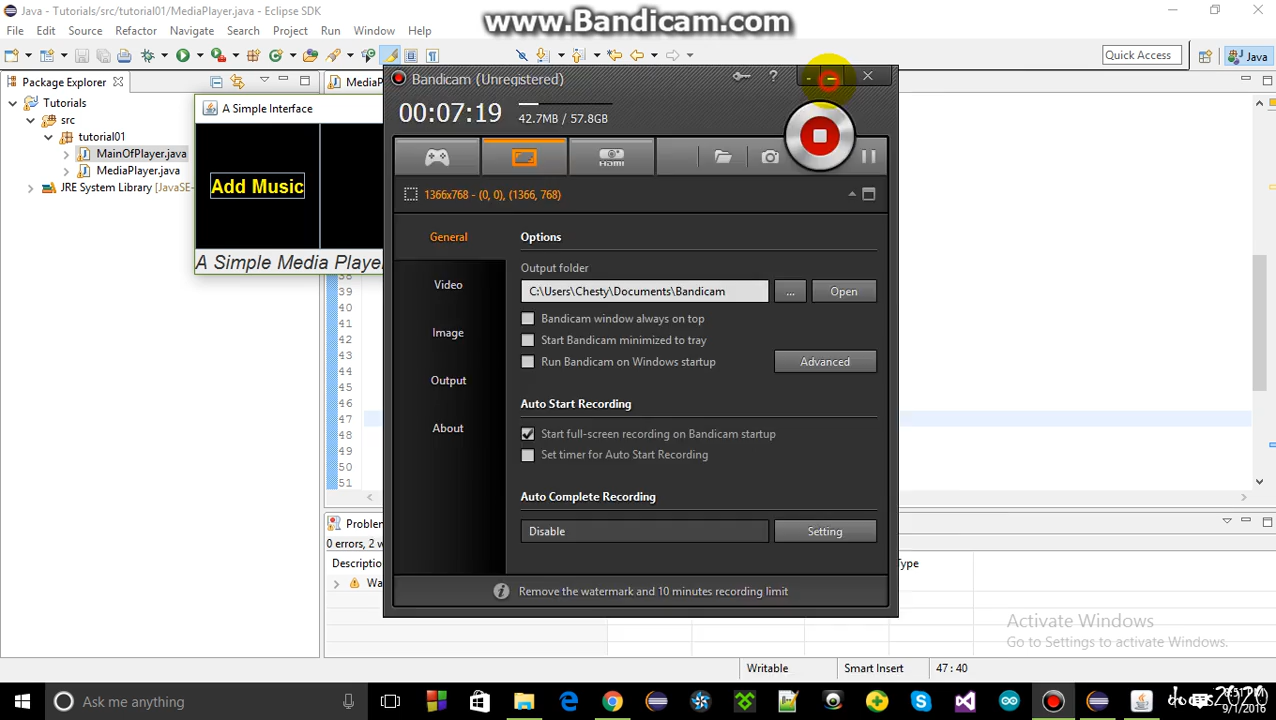 www.Bandicam.com
Java - Tutorials/src/tutorial01/MediaPlayer.java - Eclipse SDK
File Edit Source Refactor Navigate Search Project Run Window Help
Quick Access
Java
Package Explorer
Tutorials
src
tutorial01
MainOfPlayer.java
MediaPlayer.java
JRE System Library [JavaSE-
A Simple Interface
Add Music
A Simple Media Player
Bandicam (Unregistered)
?
00:07:19
42.7MB / 57.8GB
HDMI
1366x768 - (0, 0), (1366, 768)
General
Video
Image
Output
About
Options
Output folder
C:\Users\Chesty\Documents\Bandicam
...
Open
Bandicam window always on top
Start Bandicam minimized to tray
Run Bandicam on Windows startup
Advanced
Auto Start Recording
Start full-screen recording on Bandicam startup
Set timer for Auto Start Recording
Auto Complete Recording
Disable
Setting
Remove the watermark and 10 minutes recording limit
39
40
41
42
43
44
45
46
47
48
49
50
51
0 errors, 2 w
Type
Activate Windows
Go to Settings to activate Windows.
Writable
Smart Insert
47 : 40
Ask me anything
9/1/2016